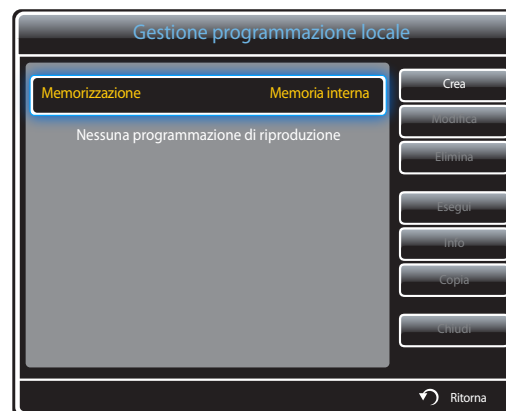 Gestione programmazione locale
Memorizzazione Memoria interna
Nessuna programmazione di riproduzione
Crea
Modifica
Elimina
Esegui
Info
Copia
Chiudi
Ritorna